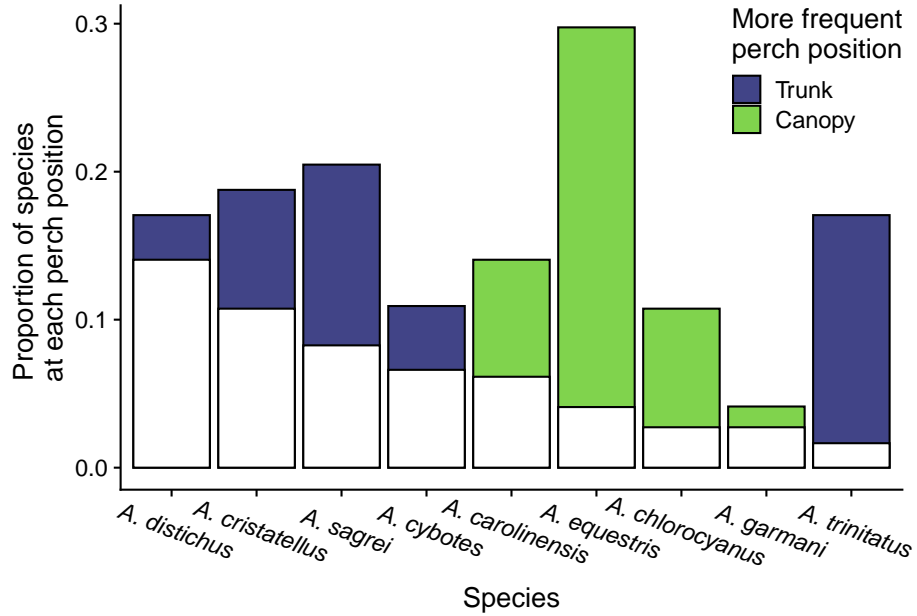 More frequent
perch position
Trunk
Canopy
Proportion of species
at each perch position
0.3
0.2
0.1
0.0
A. distichus
A. cristatellus
A. sagrei
A. cybotes
A. carolinensis
A. equestris
A. chlorocyanus
A. garmani
A. trinitatus
Species